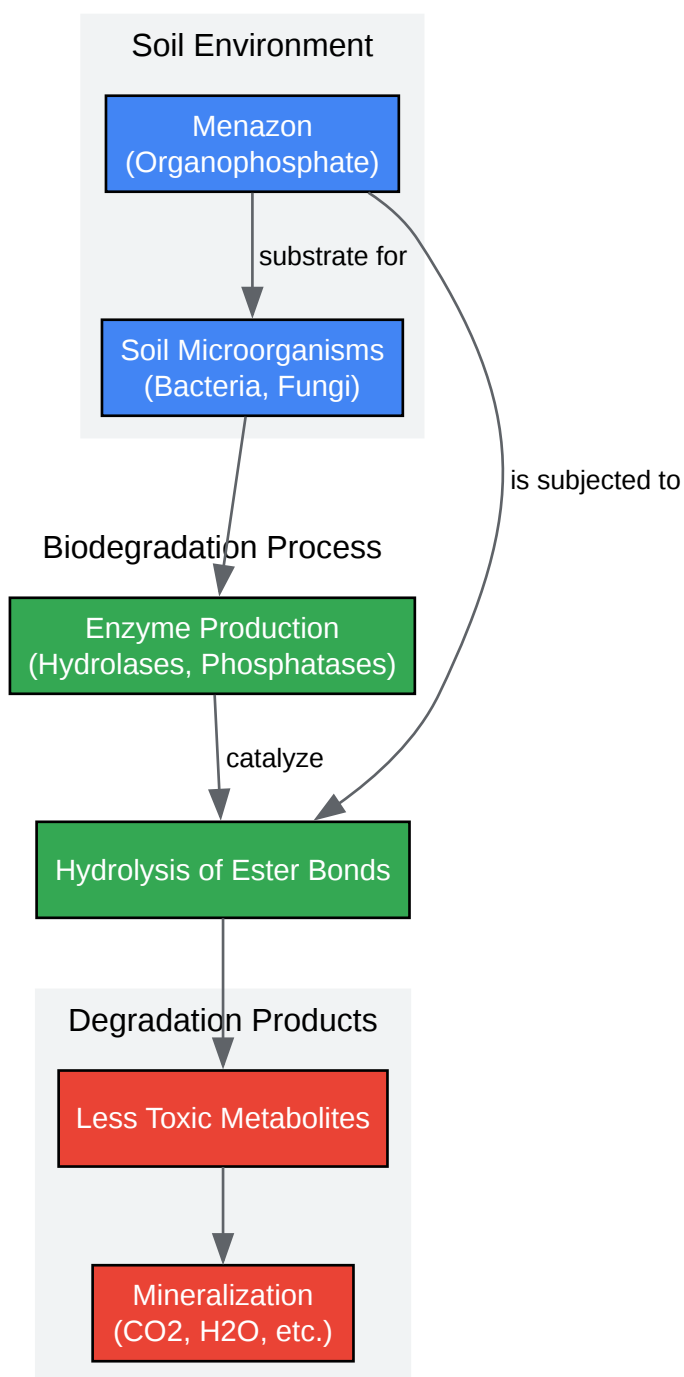 Soil Environment
Menazon
(Organophosphate)
substrate for
Soil Microorganisms
(Bacteria, Fungi)
is subjected to
Biodegradation Process
Enzyme Production
(Hydrolases, Phosphatases)
catalyze
Hydrolysis of Ester Bonds
Degradation Products
Less Toxic Metabolites
Mineralization
(CO2, H2O, etc.)